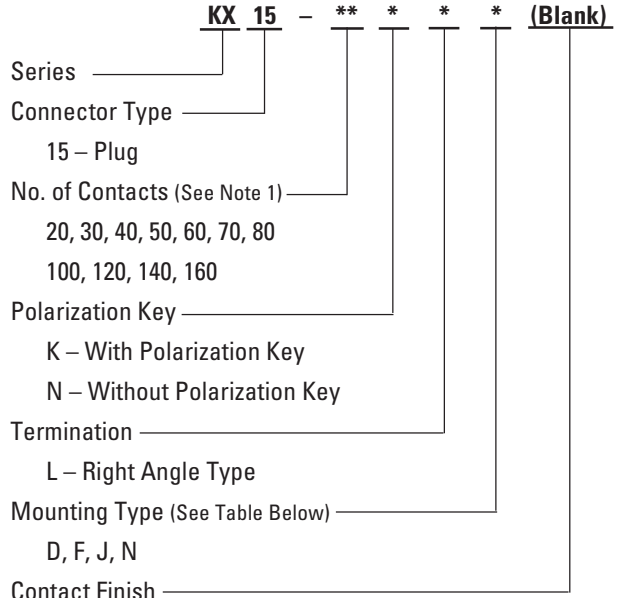 KX 15 – ** * * * (Blank)
Series
Connector Type
15 – Plug
No. of Contacts (See Note 1)
20, 30, 40, 50, 60, 70, 80
100, 120, 140, 160
Polarization Key
K – With Polarization Key
N – Without Polarization Key
Termination
L – Right Angle Type
Mounting Type (See Table Below)
D, F, J, N
Contact Finish